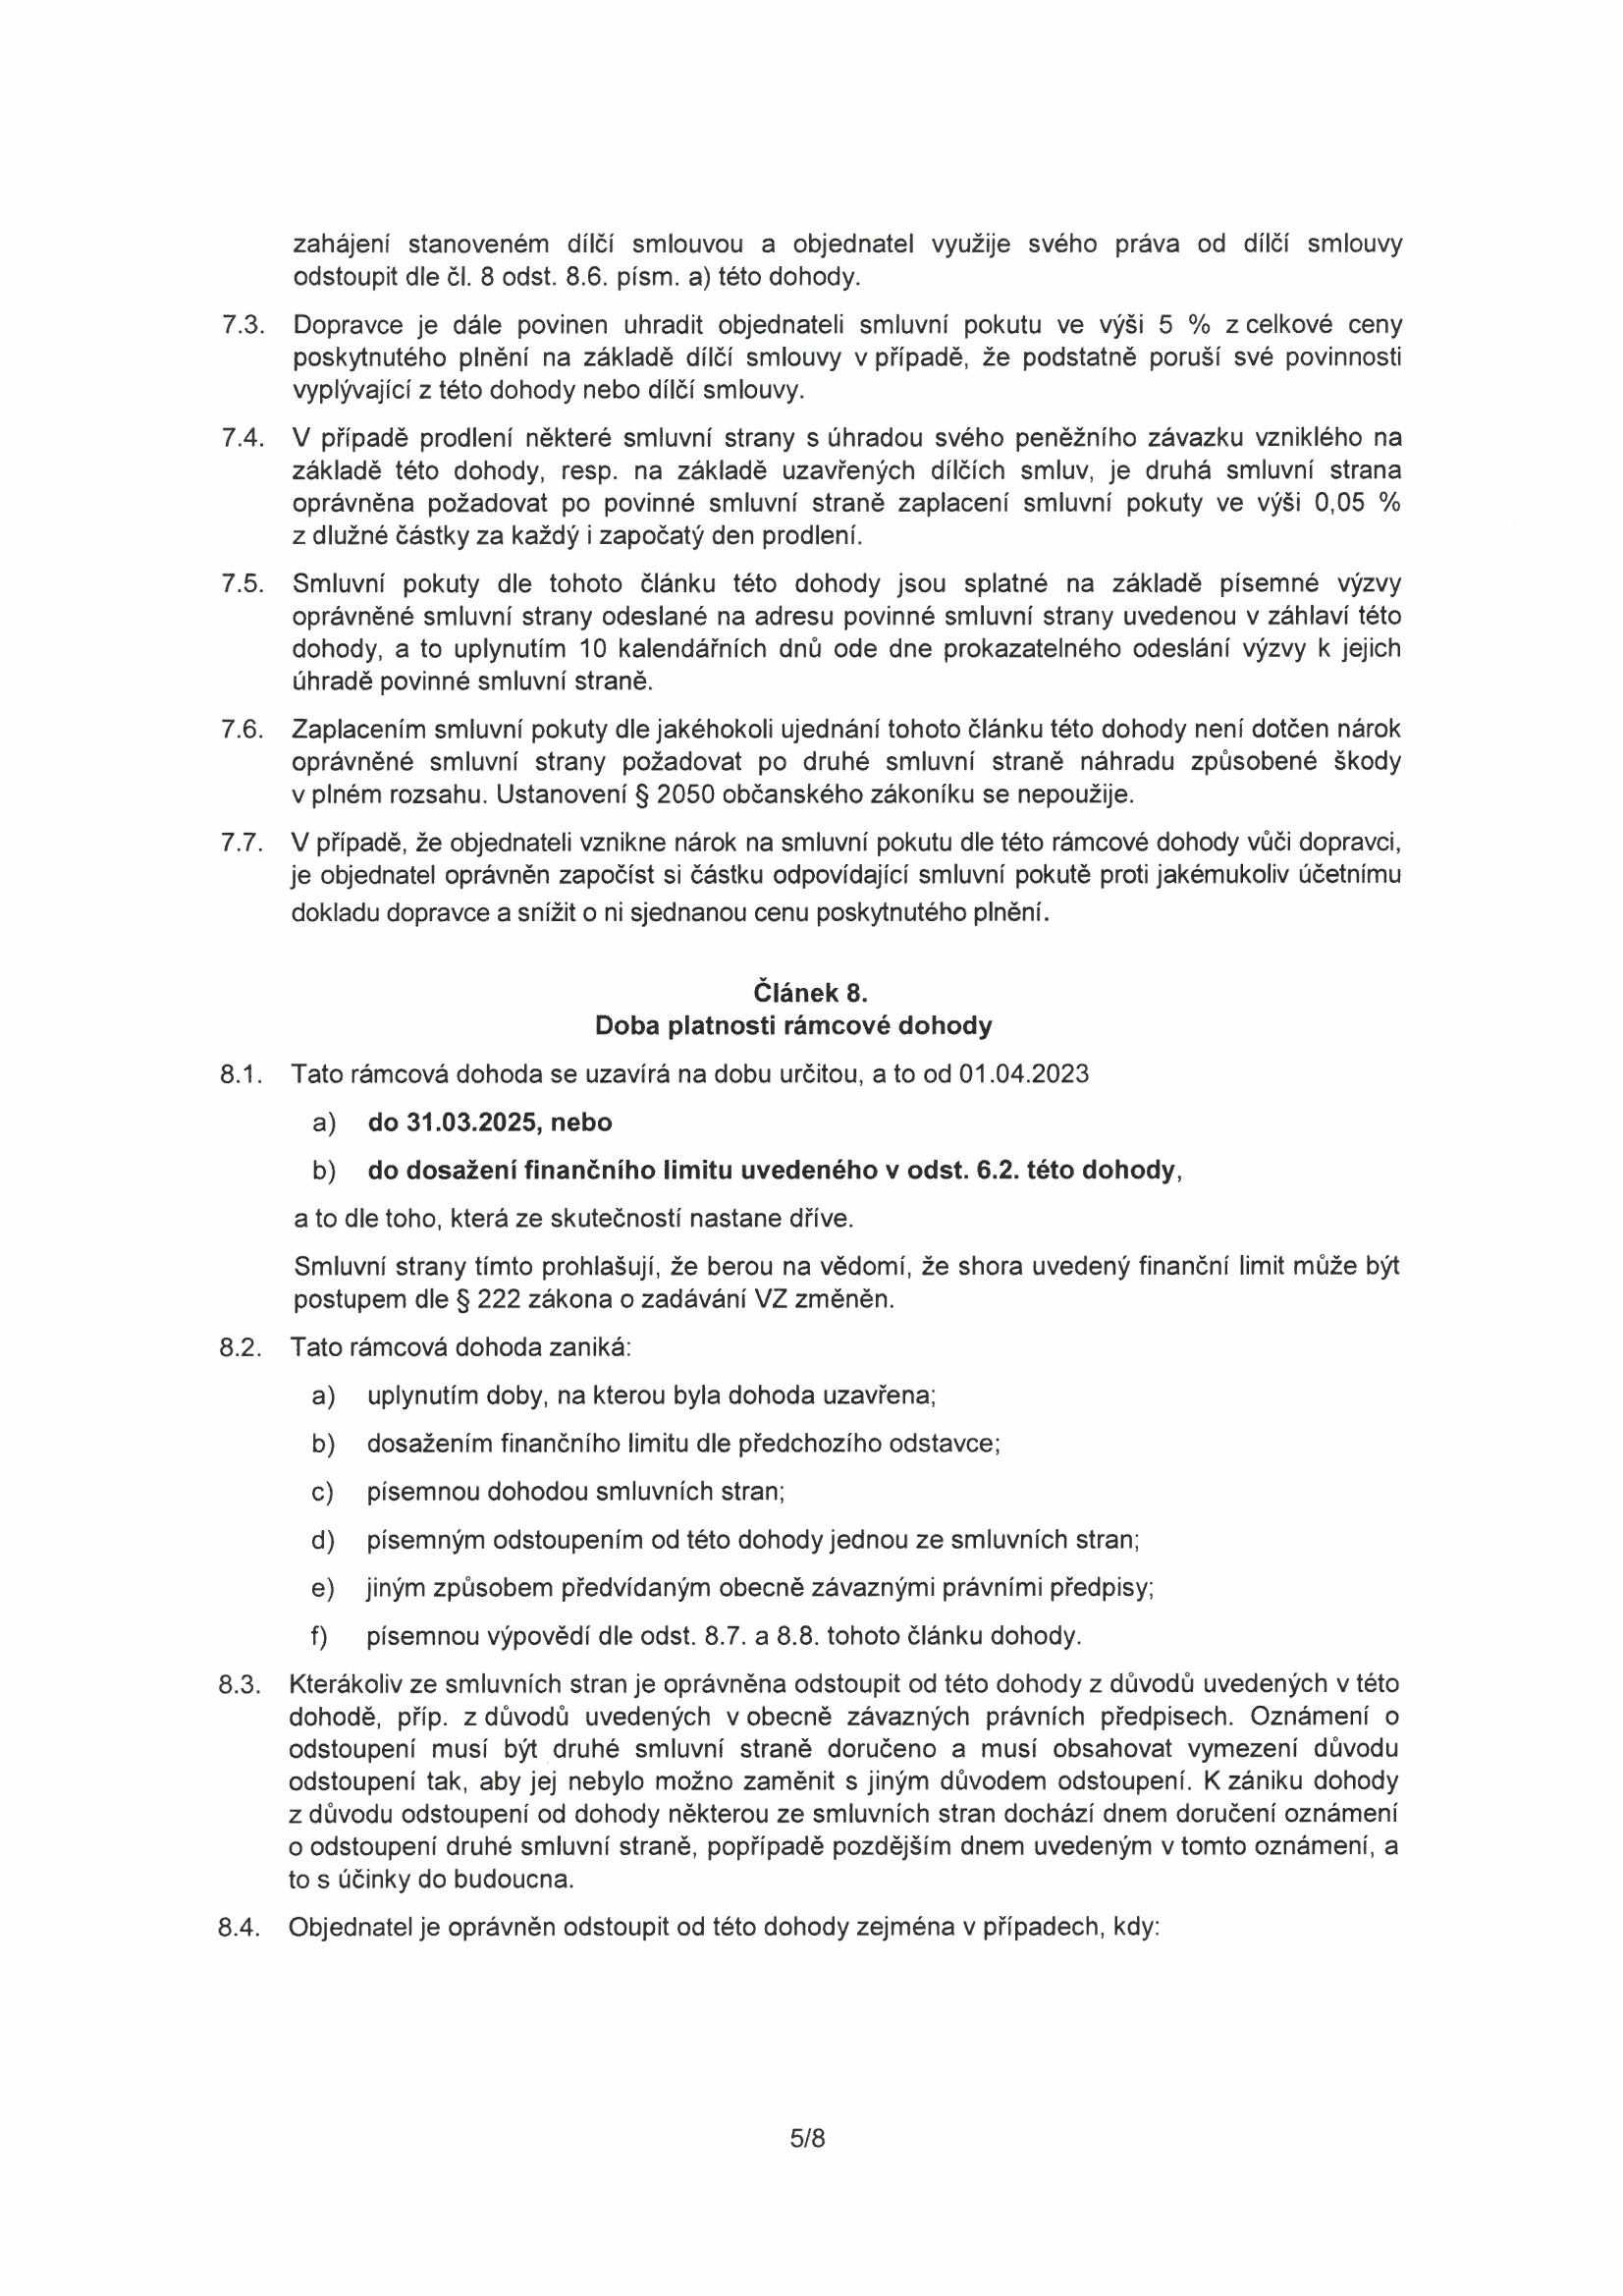 zahájení stanoveném dílčí smlouvou a objednatel využije svého práva od dílčí smlouvy
odstoupit dle čl. 8 odst. 8.6. písm. a) této dohody.
7.3. Dopravce je dále povinen uhradit objednateli smluvní pokutu ve výši 5 % z celkové ceny
poskytnutého plnění na základě dílčí smlouvy v případě, že podstatně poruší své povinnosti
vyplývající z této dohody nebo dílčí smlouvy.
7.4. V případě prodlení některé smluvní strany s úhradou svého peněžního závazku vzniklého na
základě této dohody, resp. na základě uzavřených dílčích smluv, je druhá smluvní strana
oprávněna požadovat po povinné smluvní straně zaplacení smluvní pokuty ve výši 0,05 %
z dlužné částky za každý i započatý den prodlení.
7.5. Smluvní pokuty dle tohoto článku této dohody jsou splatné na základě písemné výzvy
oprávněné smluvní strany odeslané na adresu povinné smluvní strany uvedenou v záhlaví této
dohody, a to uplynutím 10 kalendářních dnů ode dne prokazatelného odeslání výzvy k jejich
úhradě povinné smluvní straně.
7.6. Zaplacením smluvní pokuty dle jakéhokoli ujednání tohoto článku této dohody není dotčen nárok
oprávněné smluvní strany požadovat po druhé smluvní straně náhradu způsobené škody
v plném rozsahu. Ustanovení § 2050 občanského zákoníku se nepoužije.
7.7. V případě, že objednateli vznikne nárok na smluvní pokutu dle této rámcové dohody vůči dopravci,
je objednatel oprávněn započíst si částku odpovídající smluvní pokutě proti jakémukoliv účetnímu
dokladu dopravce a snížit o ni sjednanou cenu poskytnutého plnění.
Článek 8.
Doba platnosti rámcové dohody
8.1. Tato rámcová dohoda se uzavírá na dobu určitou, a to od 01.04.2023
a) do 31.03.2025, nebo
b) do dosažení finančního limitu uvedeného v odst. 6.2. této dohody,
a to dle toho, která ze skutečností nastane dříve.
Smluvní strany tímto prohlašují, že berou na vědomí, že shora uvedený finanční limit může být
postupem dle § 222 zákona o zadávání VZ změněn.
8.2. Tato rámcová dohoda zaniká:
a) uplynutím doby, na kterou byla dohoda uzavřena;
b) dosažením finančního limitu dle předchozího odstavce;
c) písemnou dohodou smluvních stran;
d) písemným odstoupením od této dohody jednou ze smluvních stran;
e) jiným způsobem předvídaným obecně závaznými právními předpisy;
f) písemnou výpovědí dle odst. 8.7. a 8.8. tohoto článku dohody.
8.3. Kterákoliv ze smluvních stran je oprávněna odstoupit od této dohody z důvodů uvedených v této
dohodě, příp. z důvodů uvedených v obecně závazných právních předpisech. Oznámení o
odstoupení musí být druhé smluvní straně doručeno a musí obsahovat vymezení důvodu
odstoupení tak, aby jej nebylo možno zaměnit s jiným důvodem odstoupení. K zániku dohody
z důvodu odstoupení od dohody některou ze smluvních stran dochází dnem doručení oznámení
o odstoupení druhé smluvní straně, popřípadě pozdějším dnem uvedeným v tomto oznámení, a
to s účinky do budoucna.
8.4. Objednatel je oprávněn odstoupit od této dohody zejména v případech, kdy:
5/8